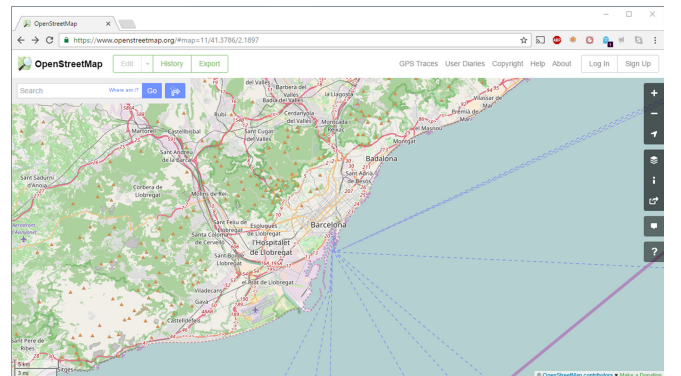 OpenStreetMap
https://www.openstreetmap.org/#map=11/41.3786/2.1897
OpenStreetMap
Edit
History
Export
GPS Traces
User Diaries
Copyright
Help
About
Log In
Sign Up
Search
Where am I?
Go
del Vallès
Barberà del
Vallès
Badia del Vallès
la Llagosta
Vilassar de
Mar
Premià de
Mar
Rubí
Cerdanyola
del Vallès
Montcada i
Reixac
el Masnou
Martorell
Castellbisbal
Sant Cugat
del Vallès
Montgat
Sant Andreu
de la Barca
Badalona
Sant Adrià
de Besòs
Sant Sadurní
d'Anoia
Corbera de
Llobregat
Molins de Rei
Sant Feliu de
Llobregat
Esplugues
de Llobregat
Barcelona
Santa Coloma
de Cervelló
l'Hospitalet
de Llobregat
Sant Boi de
Llobregat
el Prat de Llobregat
Viladecans
Gavà
Castelldefels
Sant Pere de
Ribes
Sitges
5 km
3 mi
© OpenStreetMap contributors ♥ Make a Donation